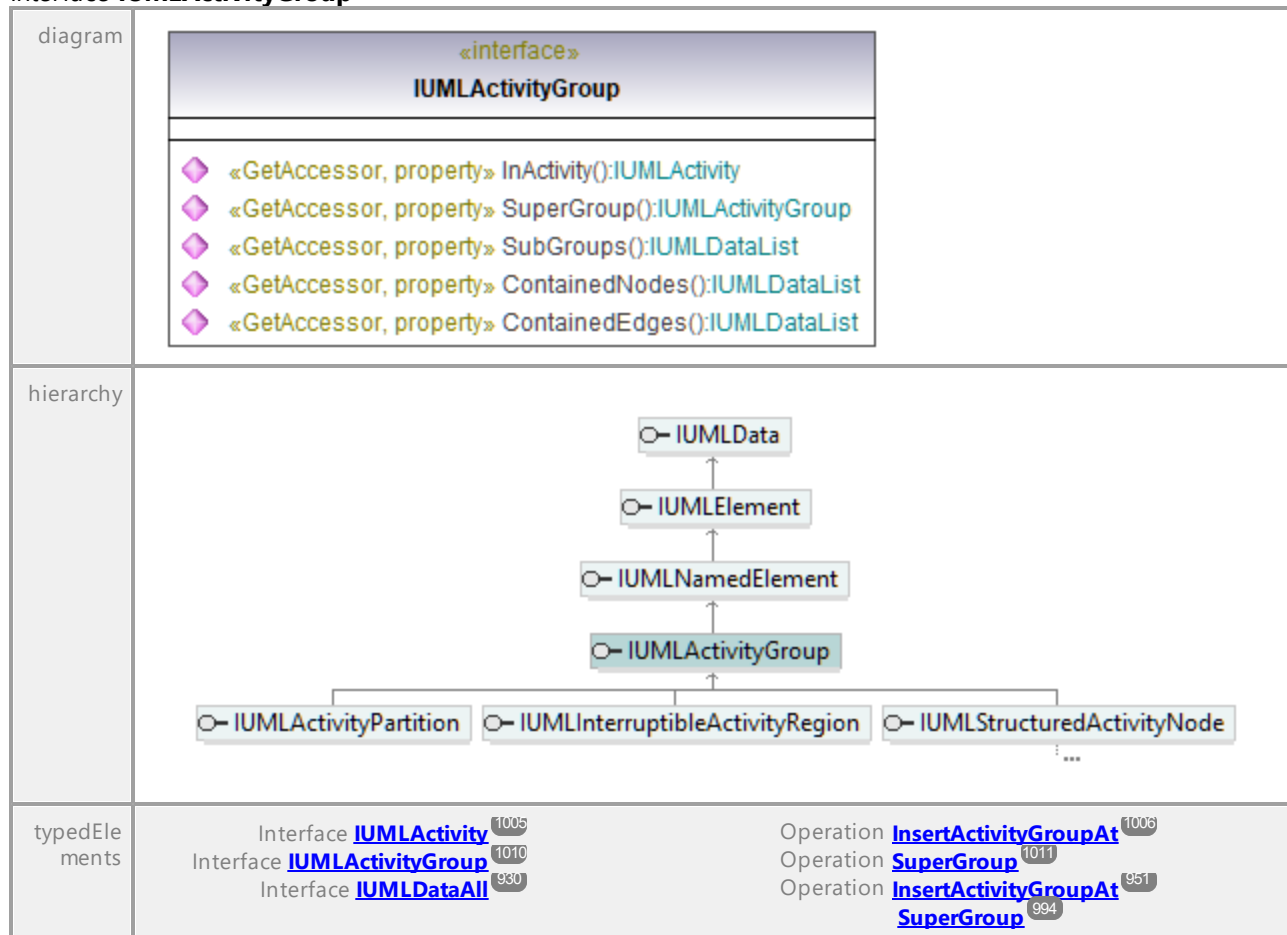 Interface IUMLActivityGroup
diagram
«interface»
IUMLActivityGroup
«GetAccessor, property» InActivity():IUMLActivity
«GetAccessor, property» SuperGroup():IUMLActivityGroup
«GetAccessor, property» SubGroups():IUMLDataList
«GetAccessor, property» ContainedNodes():IUMLDataList
«GetAccessor, property» ContainedEdges():IUMLDataList
hierarchy
IUMLData
IUMLElement
IUMLNamedElement
IUMLActivityGroup
IUMLActivityPartition IUMLInterruptibleActivityRegion IUMLStructuredActivityNode
...
typedEle
ments
Interface IUMLActivity 1005 Operation InsertActivityGroupAt 1006
Interface IUMLActivityGroup 1010 Operation SuperGroup 1011
Interface IUMLDataAll 930 Operation InsertActivityGroupAt 951
SuperGroup 994